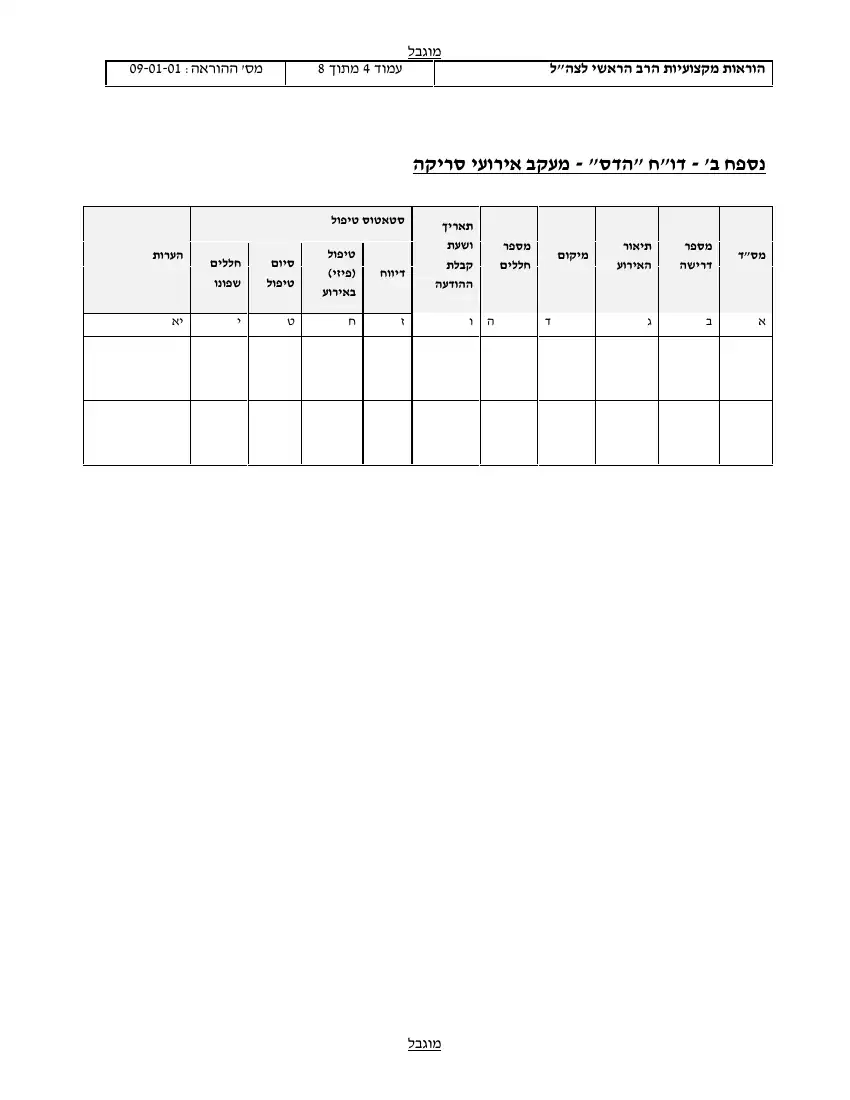 מוגבל
הוראות מקצועיות הרב הראשי לצה"ל עמוד 4 מתוך 8 מס' ההוראה: 09-01-01
נספח ב' - דו"ח "הדס" - מעקב אירועי סריקה
מס"ד
מספר
דרישה
תיאור
האירוע
מיקום
מספר
חללים
תאריך
ושעת
קבלת
ההודעה
סטאטוס טיפול
דיווח
טיפול
(פיזי)
באירוע
סיום
טיפול
חללים
שפונו
הערות
א ב ג ד ה ו ז ח ט י יא
מוגבל